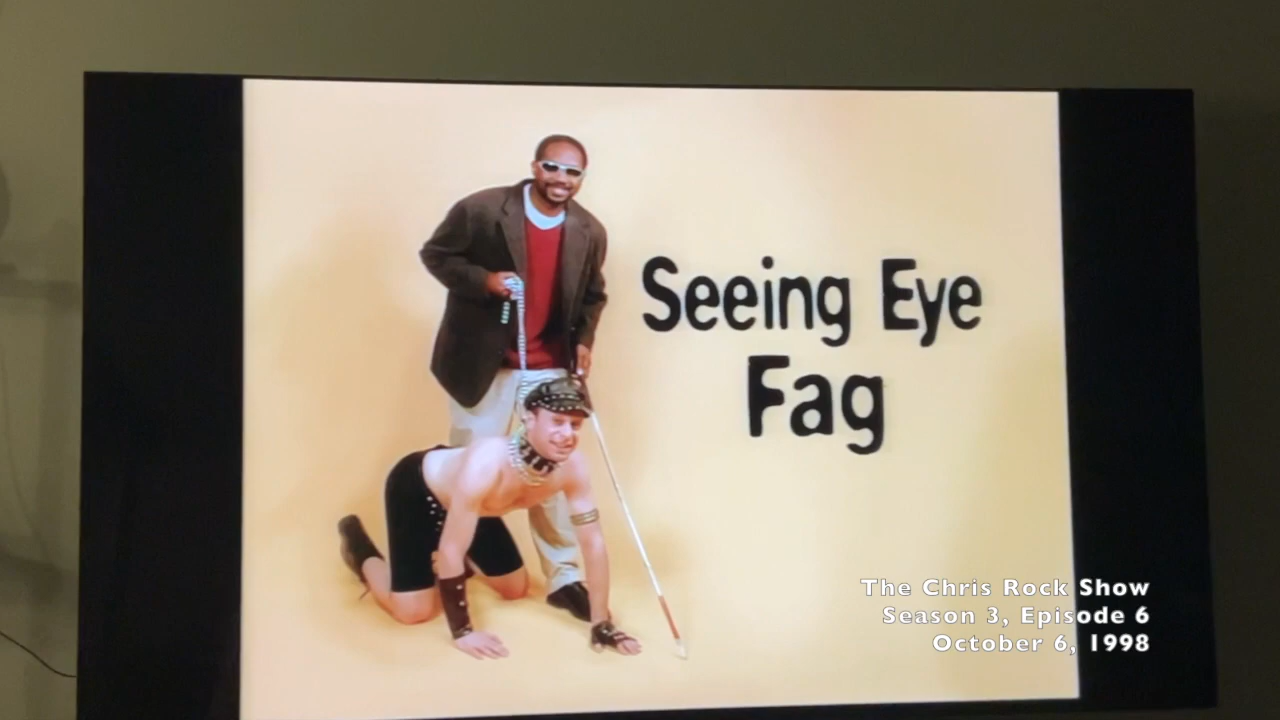 Seeing Eye
Fag
The Chris Rock Show
Season 3, Episode 6
October 6, 1998